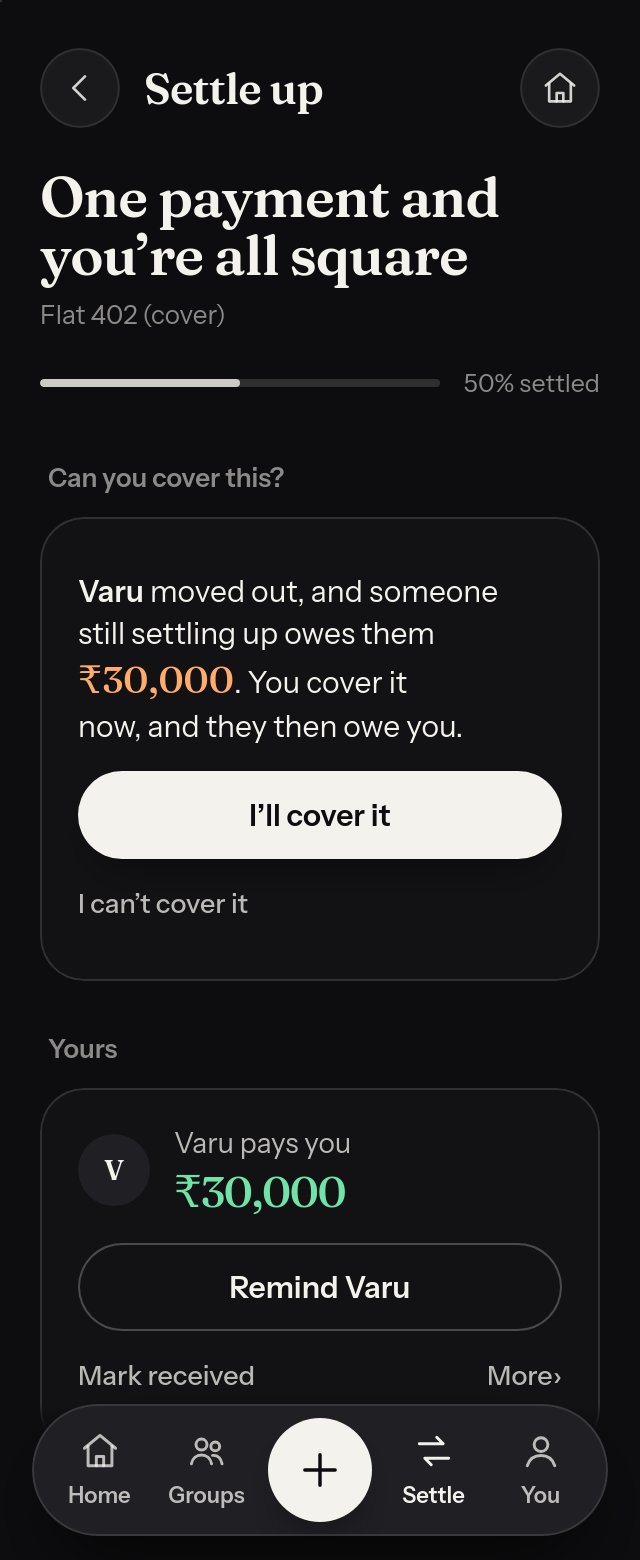 Settle up
One payment and
you’re all square
Flat 402 (cover)
50% settled
Can you cover this?
Varu moved out, and someone
still settling up owes them
₹30,000. You cover it
now, and they then owe you.
I’ll cover it
I can’t cover it
Yours
V
Varu pays you
₹30,000
Remind Varu
Mark received
More›
Home
Groups
Settle
You